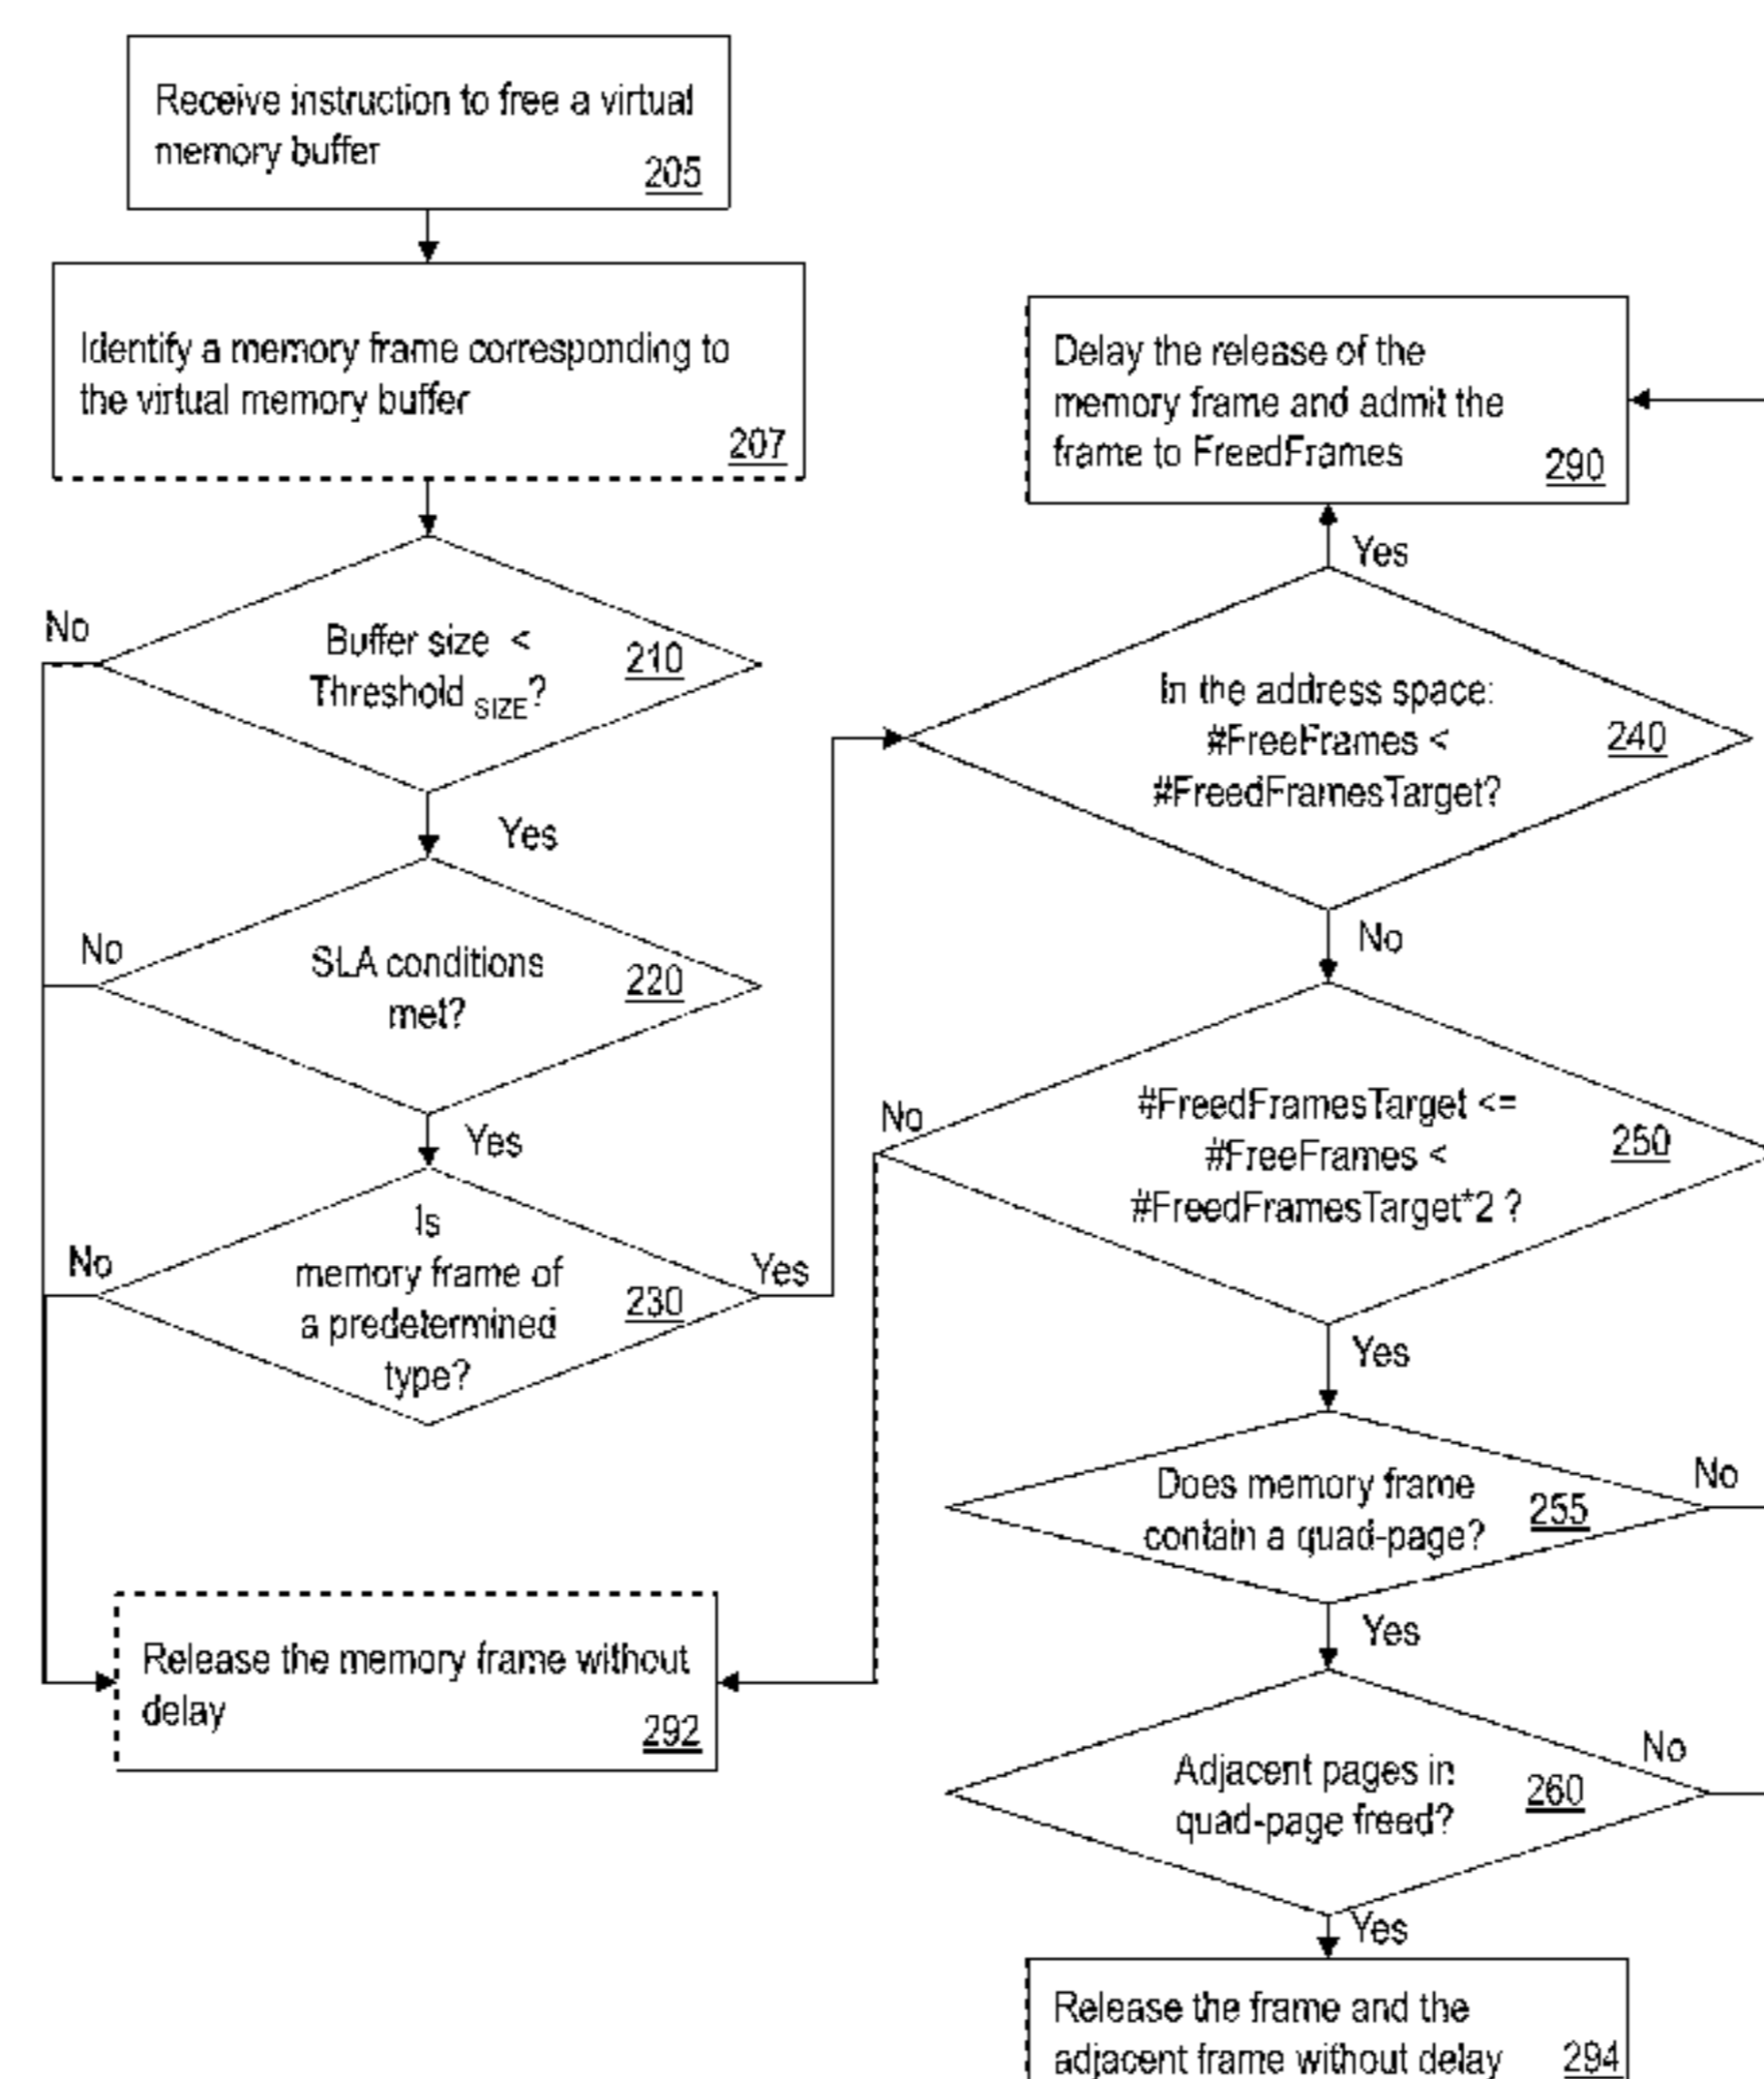 Receive instruction to free a virtual
memory buffer
205
Identify a memory frame corresponding to
the virtual memory buffer
207
No
Buffer size <
Threshold SIZE?
210
Yes
No
SLA conditions
met?
220
Yes
No
Is
memory frame of
a predetermined
type?
230
Yes
Release the memory frame without
delay
292
Delay the release of the
memory frame and admit the
frame to FreedFrames
290
Yes
In the address space:
#FreeFrames <
#FreedFramesTarget?
240
No
No
#FreedFramesTarget <=
#FreeFrames <
#FreedFramesTarget*2 ?
250
Yes
Does memory frame
contain a quad-page?
255
No
Yes
Adjacent pages in
quad-page freed?
260
No
Yes
Release the frame and the
adjacent frame without delay
294